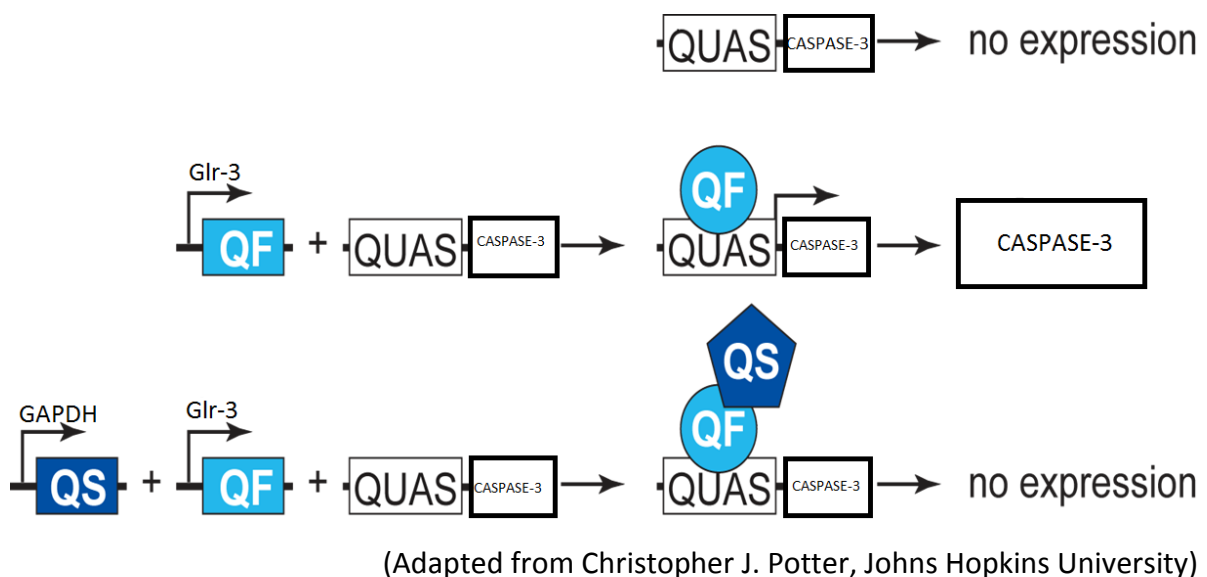 QUAS CASPASE-3 no expression
Glr-3
QF + QUAS CASPASE-3 QF QUAS CASPASE-3 CASPASE-3
GAPDH Glr-3
QS + QF + QUAS CASPASE-3 QS QF QUAS CASPASE-3 no expression
(Adapted from Christopher J. Potter, Johns Hopkins University)